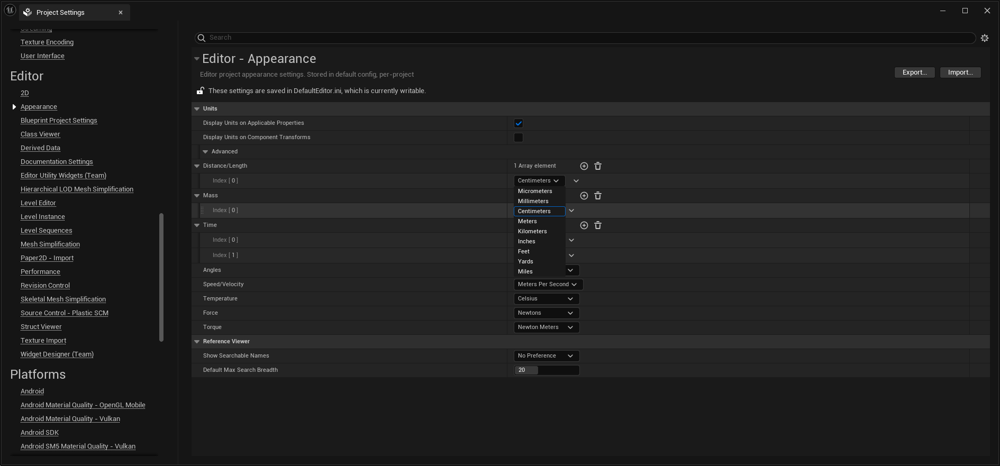 Project Settings
Streaming
Texture Encoding
User Interface
Editor
2D
Appearance
Blueprint Project Settings
Class Viewer
Derived Data
Documentation Settings
Editor Utility Widgets (Team)
Hierarchical LOD Mesh Simplification
Level Editor
Level Instance
Level Sequences
Mesh Simplification
Paper2D - Import
Performance
Revision Control
Skeletal Mesh Simplification
Source Control - Plastic SCM
Struct Viewer
Texture Import
Widget Designer (Team)
Platforms
Android
Android Material Quality - OpenGL Mobile
Android Material Quality - Vulkan
Android SDK
Android SM5 Material Quality - Vulkan
Search
Editor - Appearance
Editor project appearance settings. Stored in default config, per-project
Export...
Import...
These settings are saved in DefaultEditor.ini, which is currently writable.
Units
Display Units on Applicable Properties
Display Units on Component Transforms
Advanced
Distance/Length
1 Array element
Index [ 0 ]
Centimeters
Micrometers
Millimeters
Centimeters
Meters
Kilometers
Inches
Feet
Yards
Miles
Mass
Index [ 0 ]
Time
Index [ 0 ]
Index [ 1 ]
Angles
Speed/Velocity
Meters Per Second
Temperature
Celsius
Force
Newtons
Torque
Newton Meters
Reference Viewer
Show Searchable Names
No Preference
Default Max Search Breadth
20